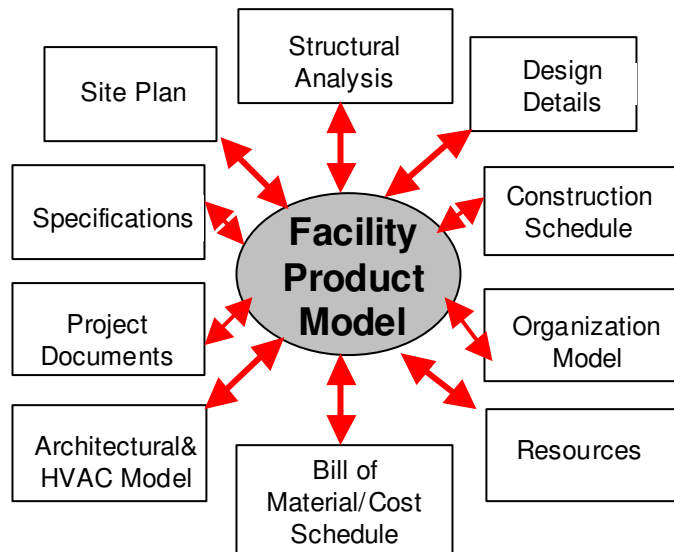 Structural
Analysis
Site Plan
Design
Details
Specifications
Construction
Schedule
Facility
Product
Model
Project
Documents
Organization
Model
Architectural&
HVAC Model
Bill of
Material/Cost
Schedule
Resources